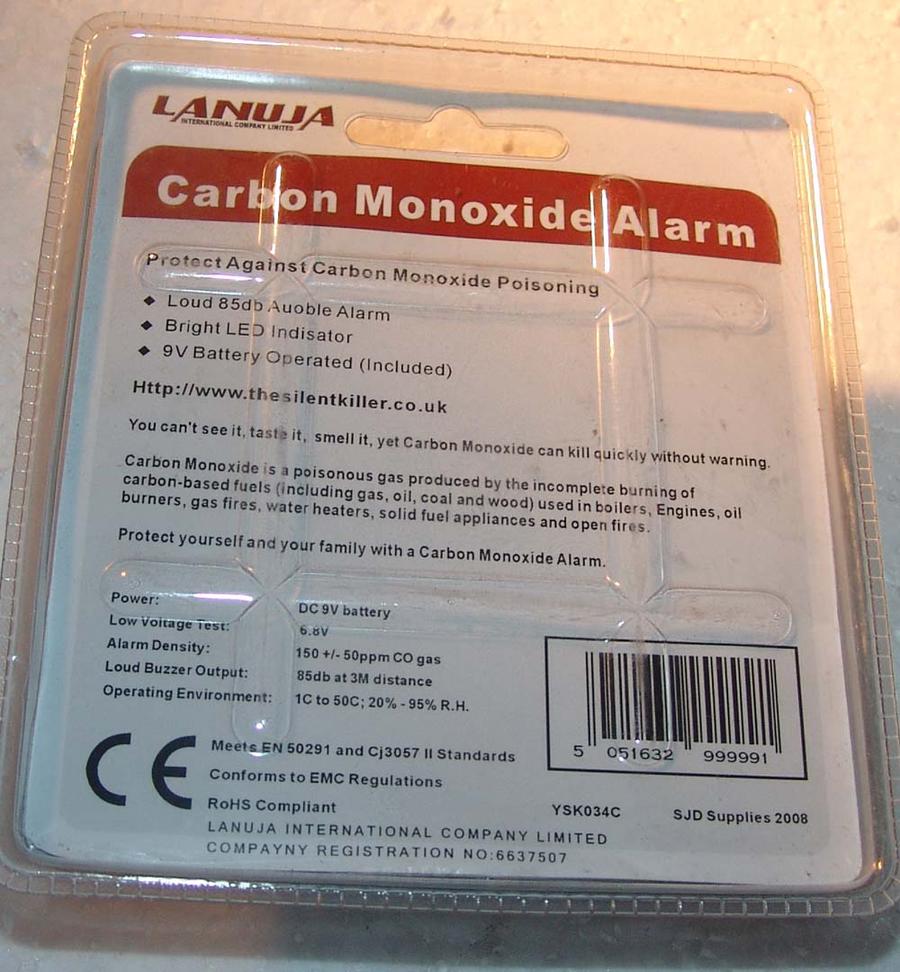 LANUJA
INTERNATIONAL COMPANY LIMITED
Carbon Monoxide Alarm
Protect Against Carbon Monoxide Poisoning
◆ Loud 85db Auoble Alarm
◆ Bright LED Indisator
◆ 9V Battery Operated (Included)
Http://www.thesilentkiller.co.uk
You can't see it, taste it, smell it, yet Carbon Monoxide can kill quickly without warning.
Carbon Monoxide is a poisonous gas produced by the incomplete burning of
carbon-based fuels (including gas, oil, coal and wood) used in boilers, Engines, oil
burners, gas fires, water heaters, solid fuel appliances and open fires.
Protect yourself and your family with a Carbon Monoxide Alarm.
Power: DC 9V battery
Low Voltage Test: 6.8V
Alarm Density: 150 +/- 50ppm CO gas
Loud Buzzer Output: 85db at 3M distance
Operating Environment: 1C to 50C; 20% - 95% R.H.
5 051632 999991
CE
Meets EN 50291 and Cj3057 II Standards
Conforms to EMC Regulations
RoHS Compliant
YSK034C SJD Supplies 2008
LANUJA INTERNATIONAL COMPANY LIMITED
COMPAYNY REGISTRATION NO:6637507